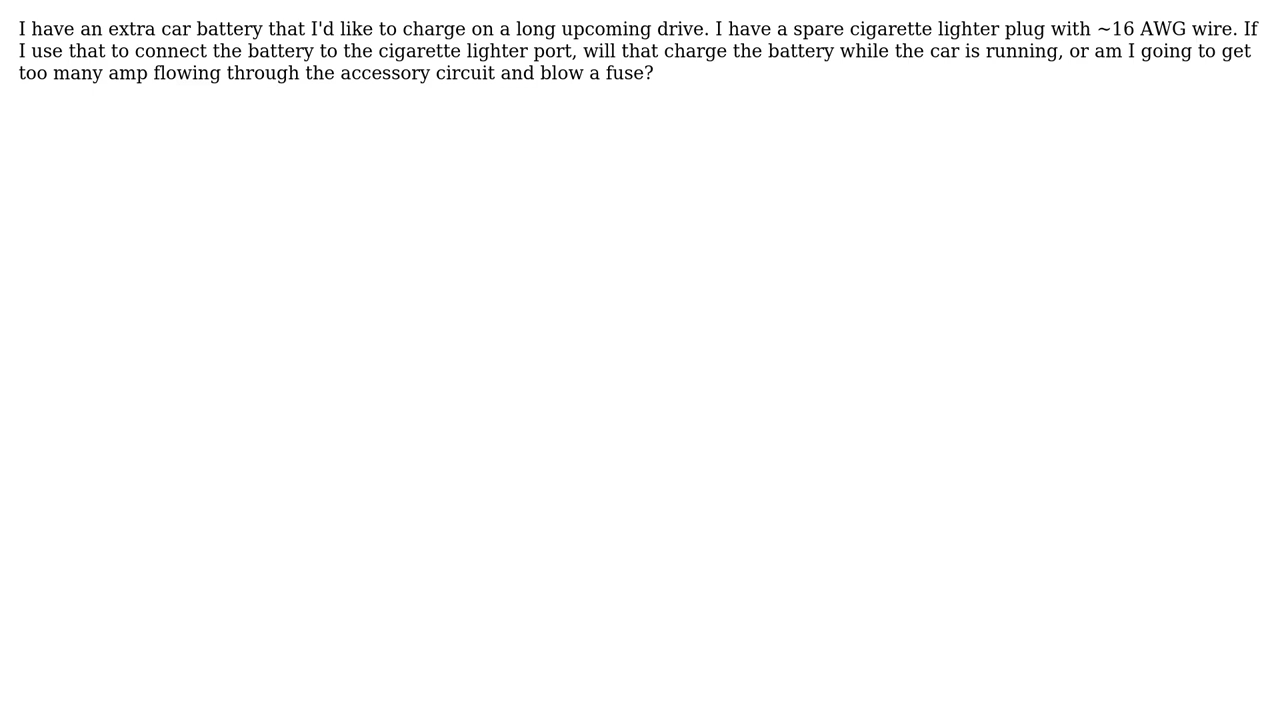 I have an extra car battery that I'd like to charge on a long upcoming drive. I have a spare cigarette lighter plug with ~16 AWG wire. If
I use that to connect the battery to the cigarette lighter port, will that charge the battery while the car is running, or am I going to get
too many amp flowing through the accessory circuit and blow a fuse?